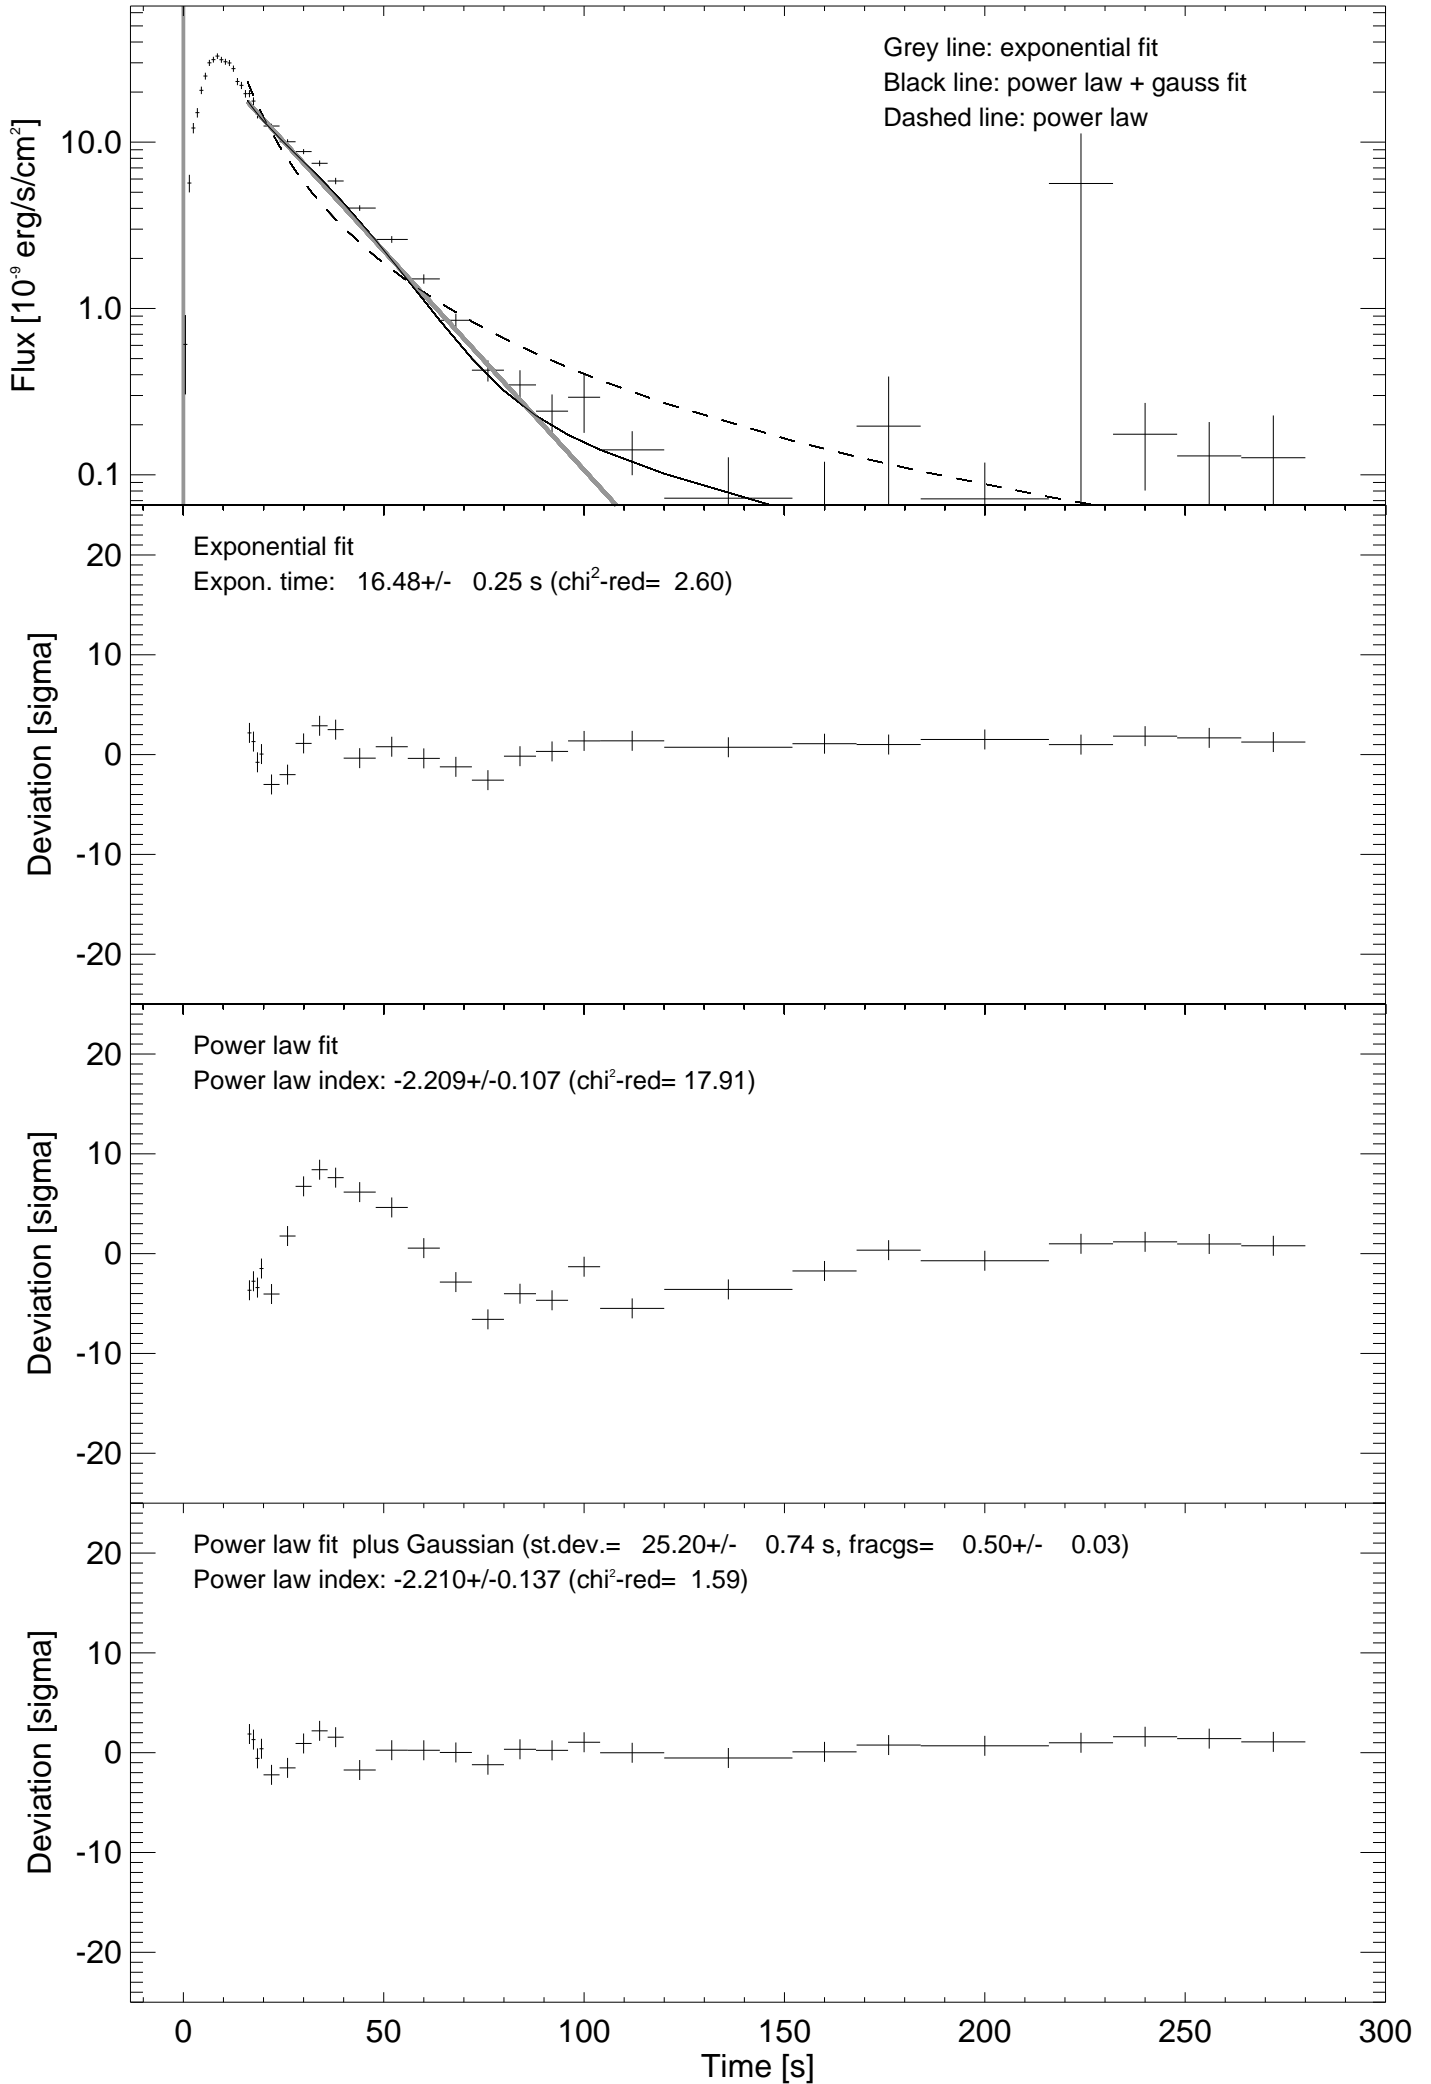 Grey line: exponential fit
Black line: power law + gauss fit
Dashed line: power law
Flux [10⁻⁹ erg/s/cm²]
10.0
1.0
0.1
Exponential fit
Expon. time: 16.48+/- 0.25 s (chi²-red= 2.60)
Deviation [sigma]
20
10
0
-10
-20
Power law fit
Power law index: -2.209+/-0.107 (chi²-red= 17.91)
Deviation [sigma]
20
10
0
-10
-20
Power law fit plus Gaussian (st.dev.= 25.20+/- 0.74 s, fracgs= 0.50+/- 0.03)
Power law index: -2.210+/-0.137 (chi²-red= 1.59)
Deviation [sigma]
20
10
0
-10
-20
0 50 100 150 200 250 300
Time [s]